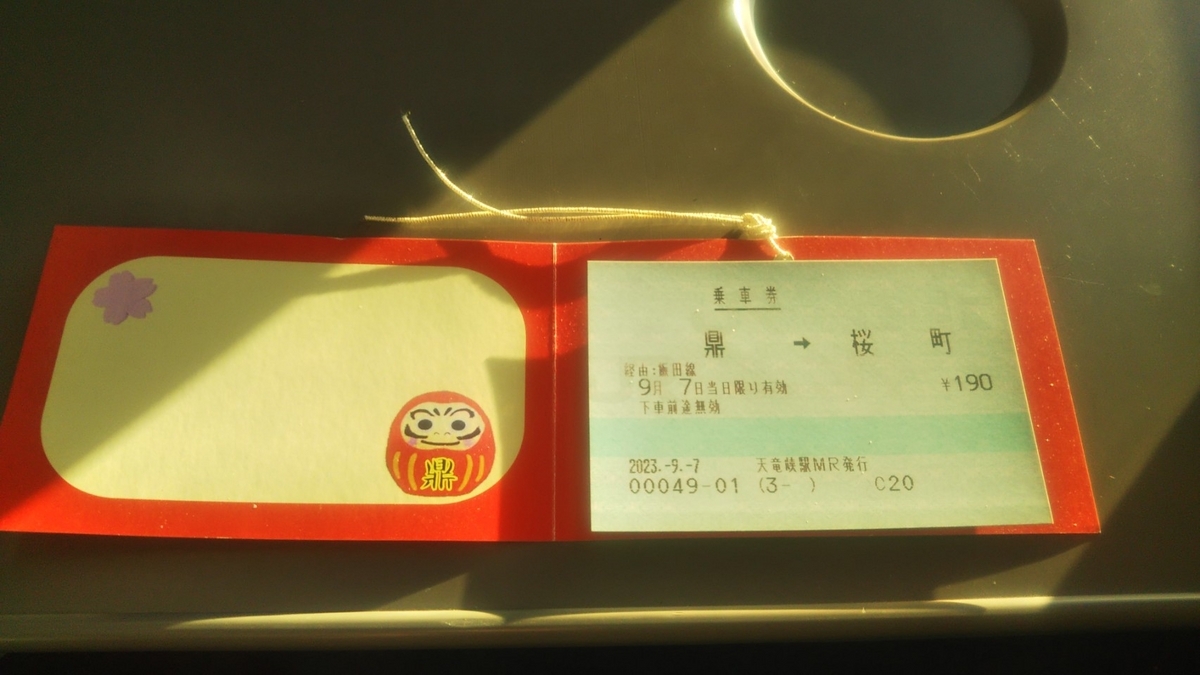 鼎
乗車券
鼎 → 桜町
経由:飯田線
9月 7日当日限り有効 ¥190
下車前途無効
2023.-9.-7 天竜峡駅MR発行
00049-01 (3- ) C20